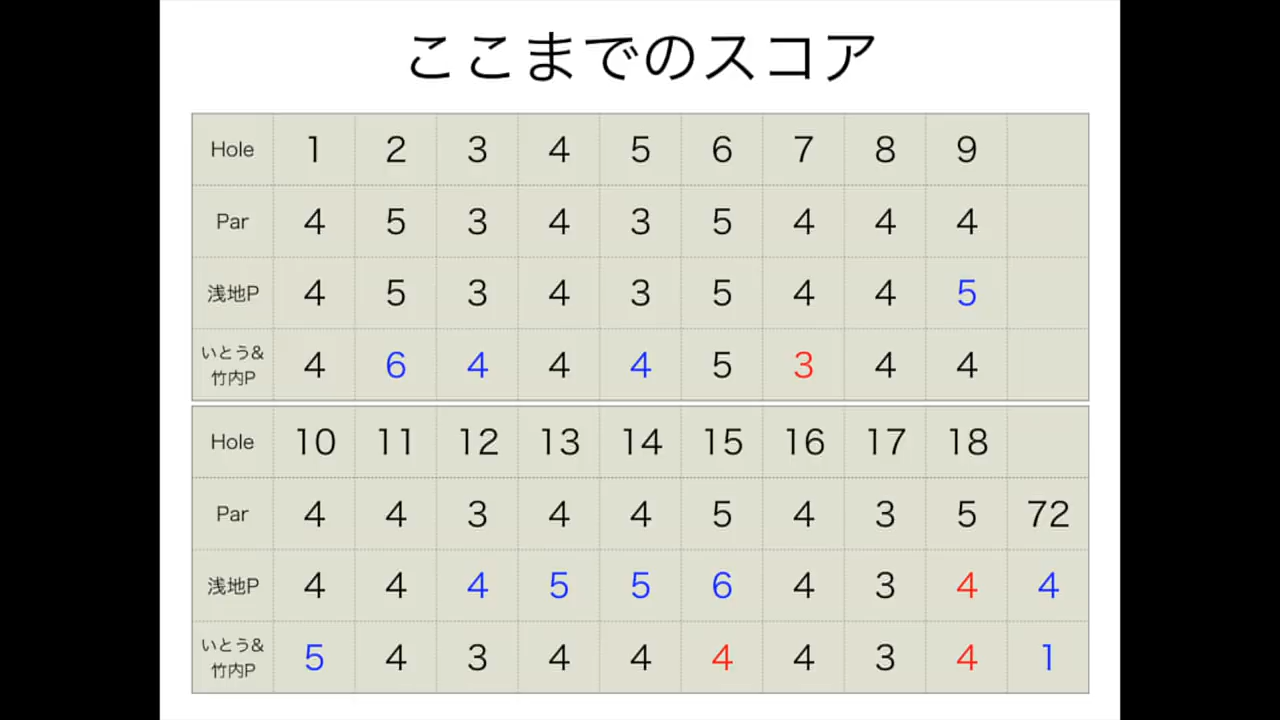 ここまでのスコア
Hole 1 2 3 4 5 6 7 8 9
Par 4 5 3 4 3 5 4 4 4
浅地P 4 5 3 4 3 5 4 4 5
いとう&
竹内P 4 6 4 4 4 5 3 4 4
Hole 10 11 12 13 14 15 16 17 18
Par 4 4 3 4 4 5 4 3 5 72
浅地P 4 4 4 5 5 6 4 3 4 4
いとう&
竹内P 5 4 3 4 4 4 4 3 4 1